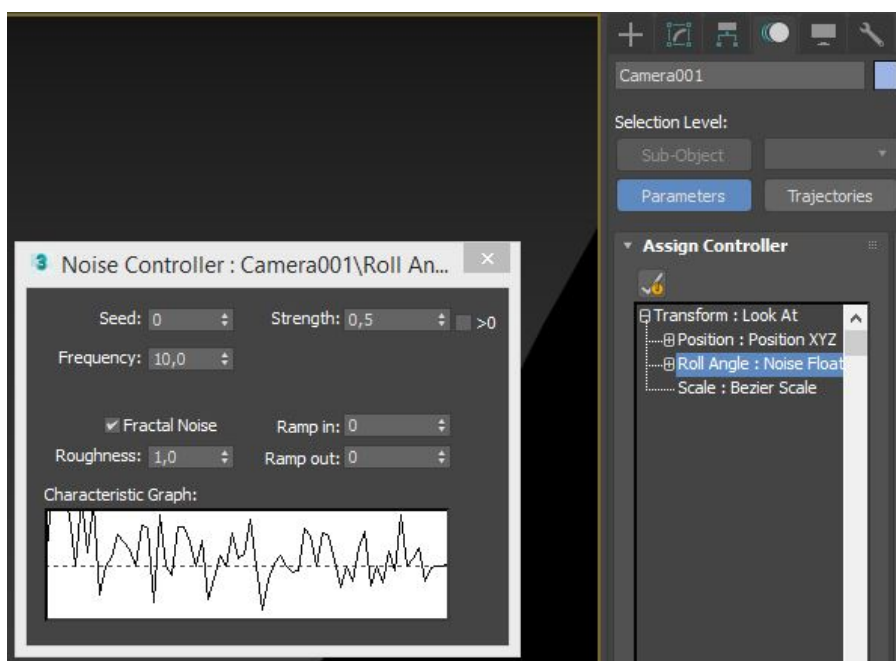 Camera001
Selection Level:
Sub-Object
Parameters Trajectories
Assign Controller
Transform : Look At
Position : Position XYZ
Roll Angle : Noise Float
Scale : Bezier Scale
3 Noise Controller : Camera001\Roll An...
Seed: 0 Strength: 0,5 >0
Frequency: 10,0
Fractal Noise Ramp in: 0
Roughness: 1,0 Ramp out: 0
Characteristic Graph: